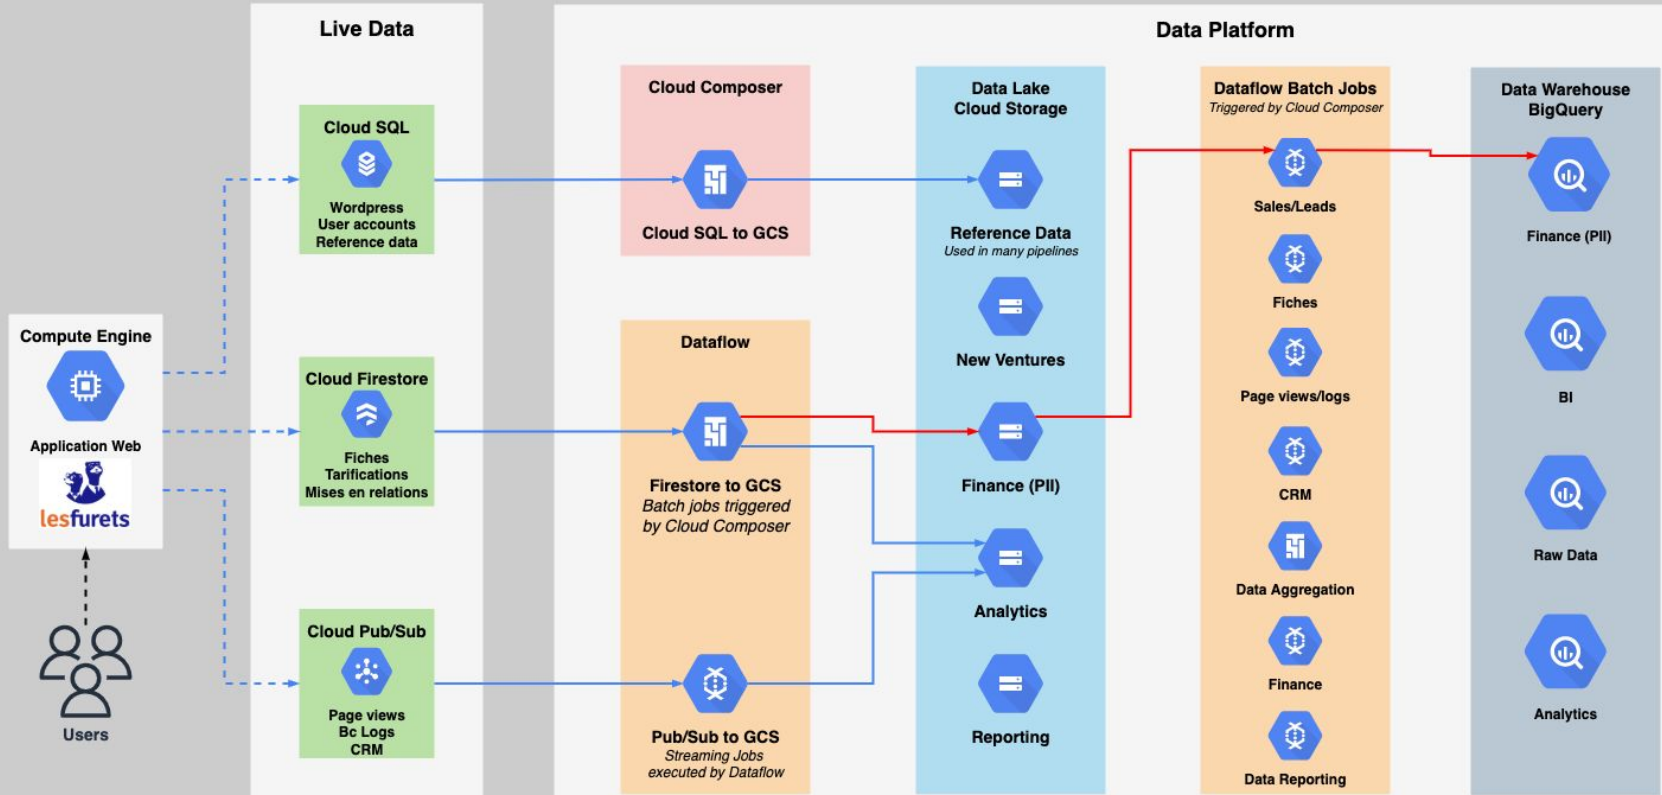 Live Data
Data Platform
Compute Engine
Application Web
lesfurets
Users
Cloud SQL
Wordpress
User accounts
Reference data
Cloud Firestore
Fiches
Tarifications
Mises en relations
Cloud Pub/Sub
Page views
Bc Logs
CRM
Cloud Composer
Cloud SQL to GCS
Dataflow
Firestore to GCS
Batch jobs triggered
by Cloud Composer
Pub/Sub to GCS
Streaming Jobs
executed by Dataflow
Data Lake
Cloud Storage
Reference Data
Used in many pipelines
New Ventures
Finance (PII)
Analytics
Reporting
Dataflow Batch Jobs
Triggered by Cloud Composer
Sales/Leads
Fiches
Page views/logs
CRM
Data Aggregation
Finance
Data Reporting
Data Warehouse
BigQuery
Finance (PII)
BI
Raw Data
Analytics